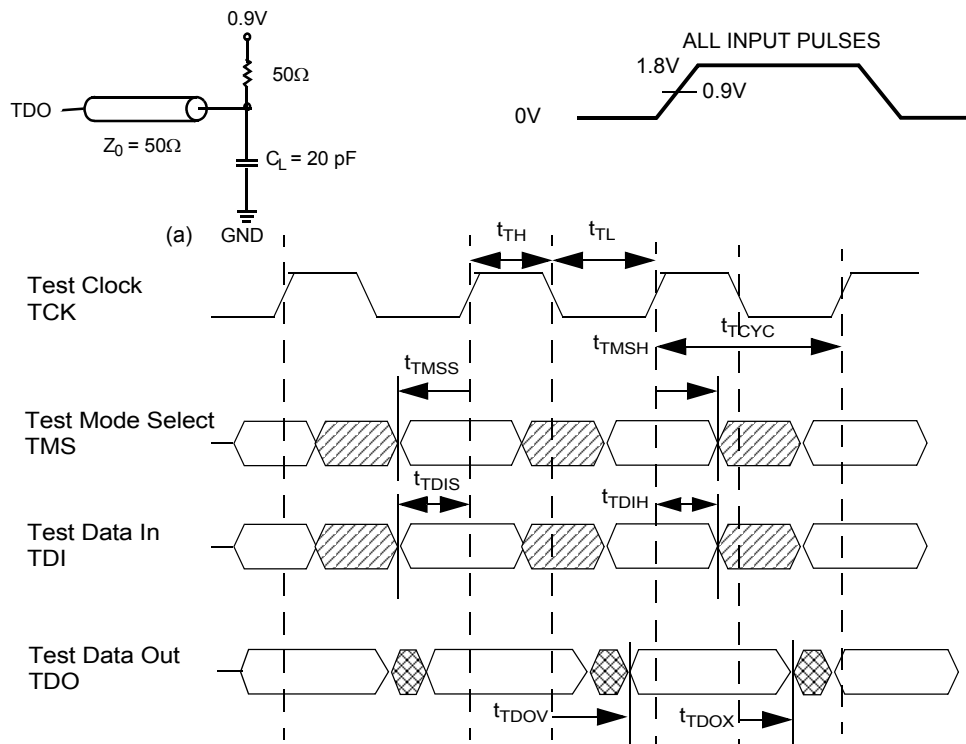 0.9V
50Ω
TDO
Z0 = 50Ω
CL = 20 pF
(a)
GND
ALL INPUT PULSES
1.8V
0.9V
0V
tTH
tTL
Test Clock
TCK
tTCYC
tTMSH
tTMSS
Test Mode Select
TMS
tTDIS
tTDIH
Test Data In
TDI
Test Data Out
TDO
tTDOV
tTDOX